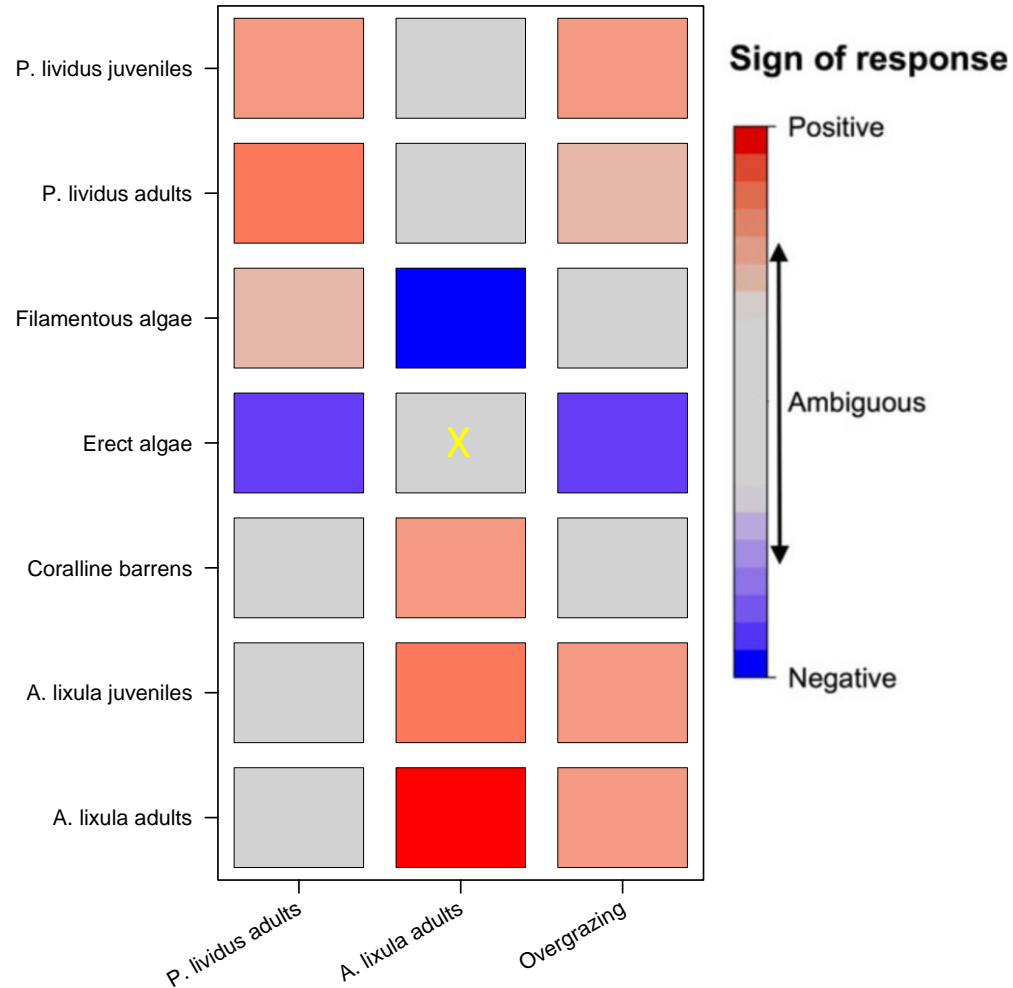 P. lividus juveniles
P. lividus adults
Filamentous algae
Erect algae
Coralline barrens
A. lixula juveniles
A. lixula adults
X
P. lividus adults
A. lixula adults
Overgrazing
Sign of response
Positive
Ambiguous
Negative